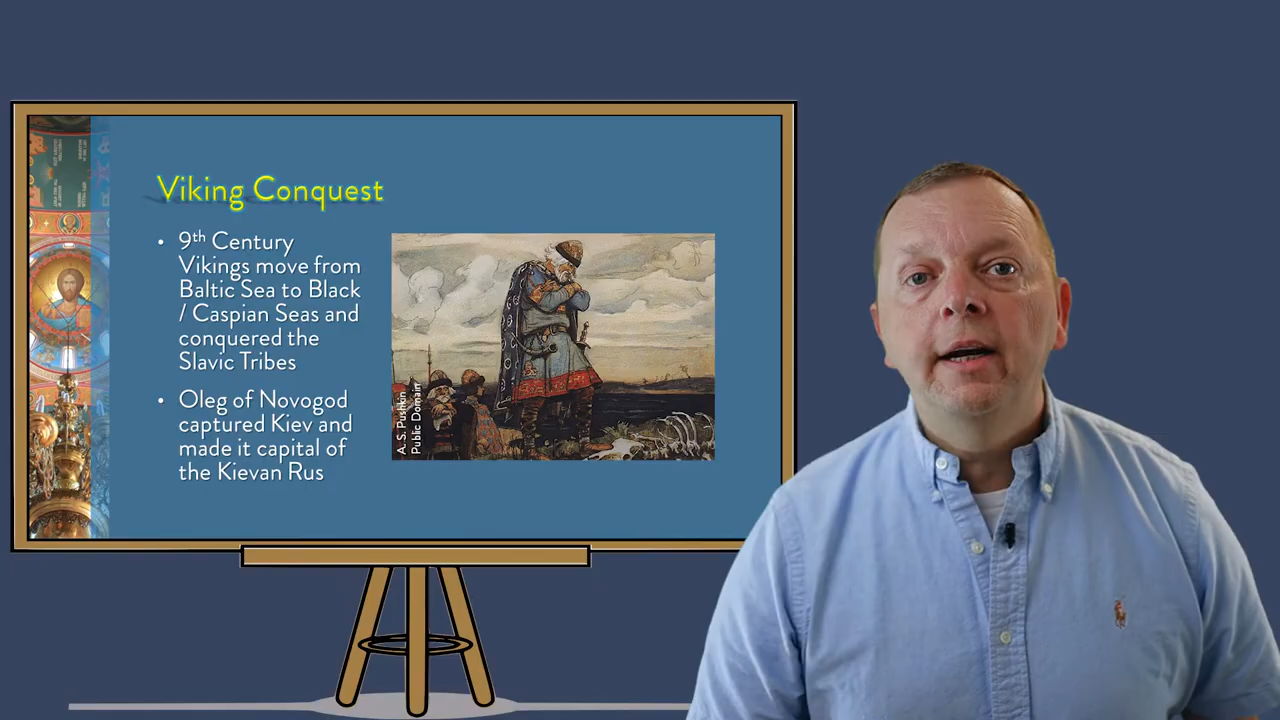 Viking Conquest
• 9th Century
Vikings move from
Baltic Sea to Black
/ Caspian Seas and
conquered the
Slavic Tribes
• Oleg of Novogod
captured Kiev and
made it capital of
the Kievan Rus
A. S. Pushkin
Public Domain